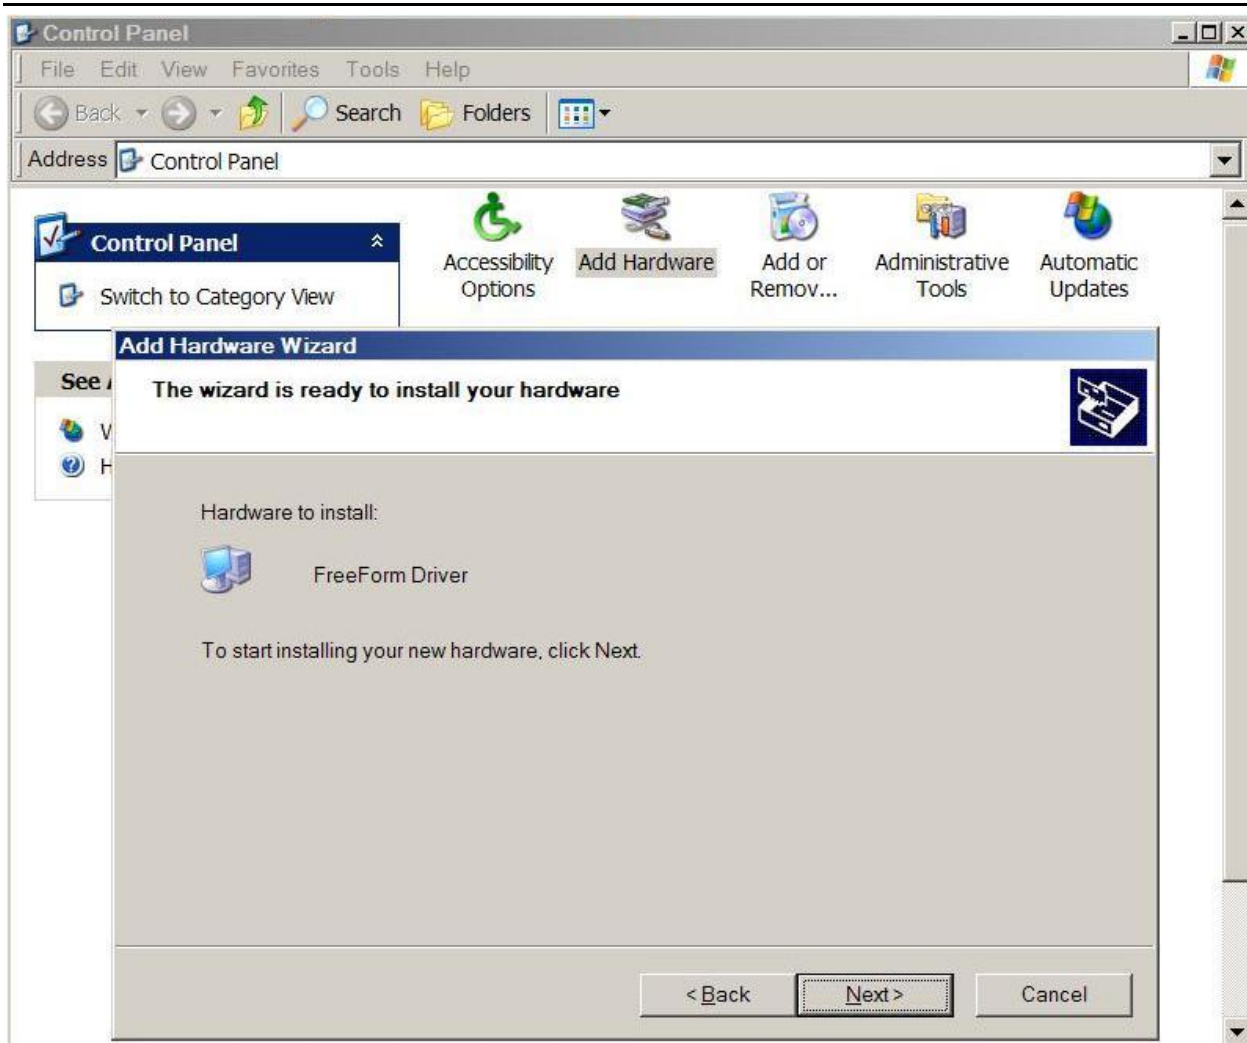 Control Panel
File Edit View Favorites Tools Help
Back Search Folders
Address Control Panel
Control Panel
Switch to Category View
Accessibility Options
Add Hardware
Add or Remov...
Administrative Tools
Automatic Updates
See
Add Hardware Wizard
The wizard is ready to install your hardware
Hardware to install:
FreeForm Driver
To start installing your new hardware, click Next.
< Back Next > Cancel